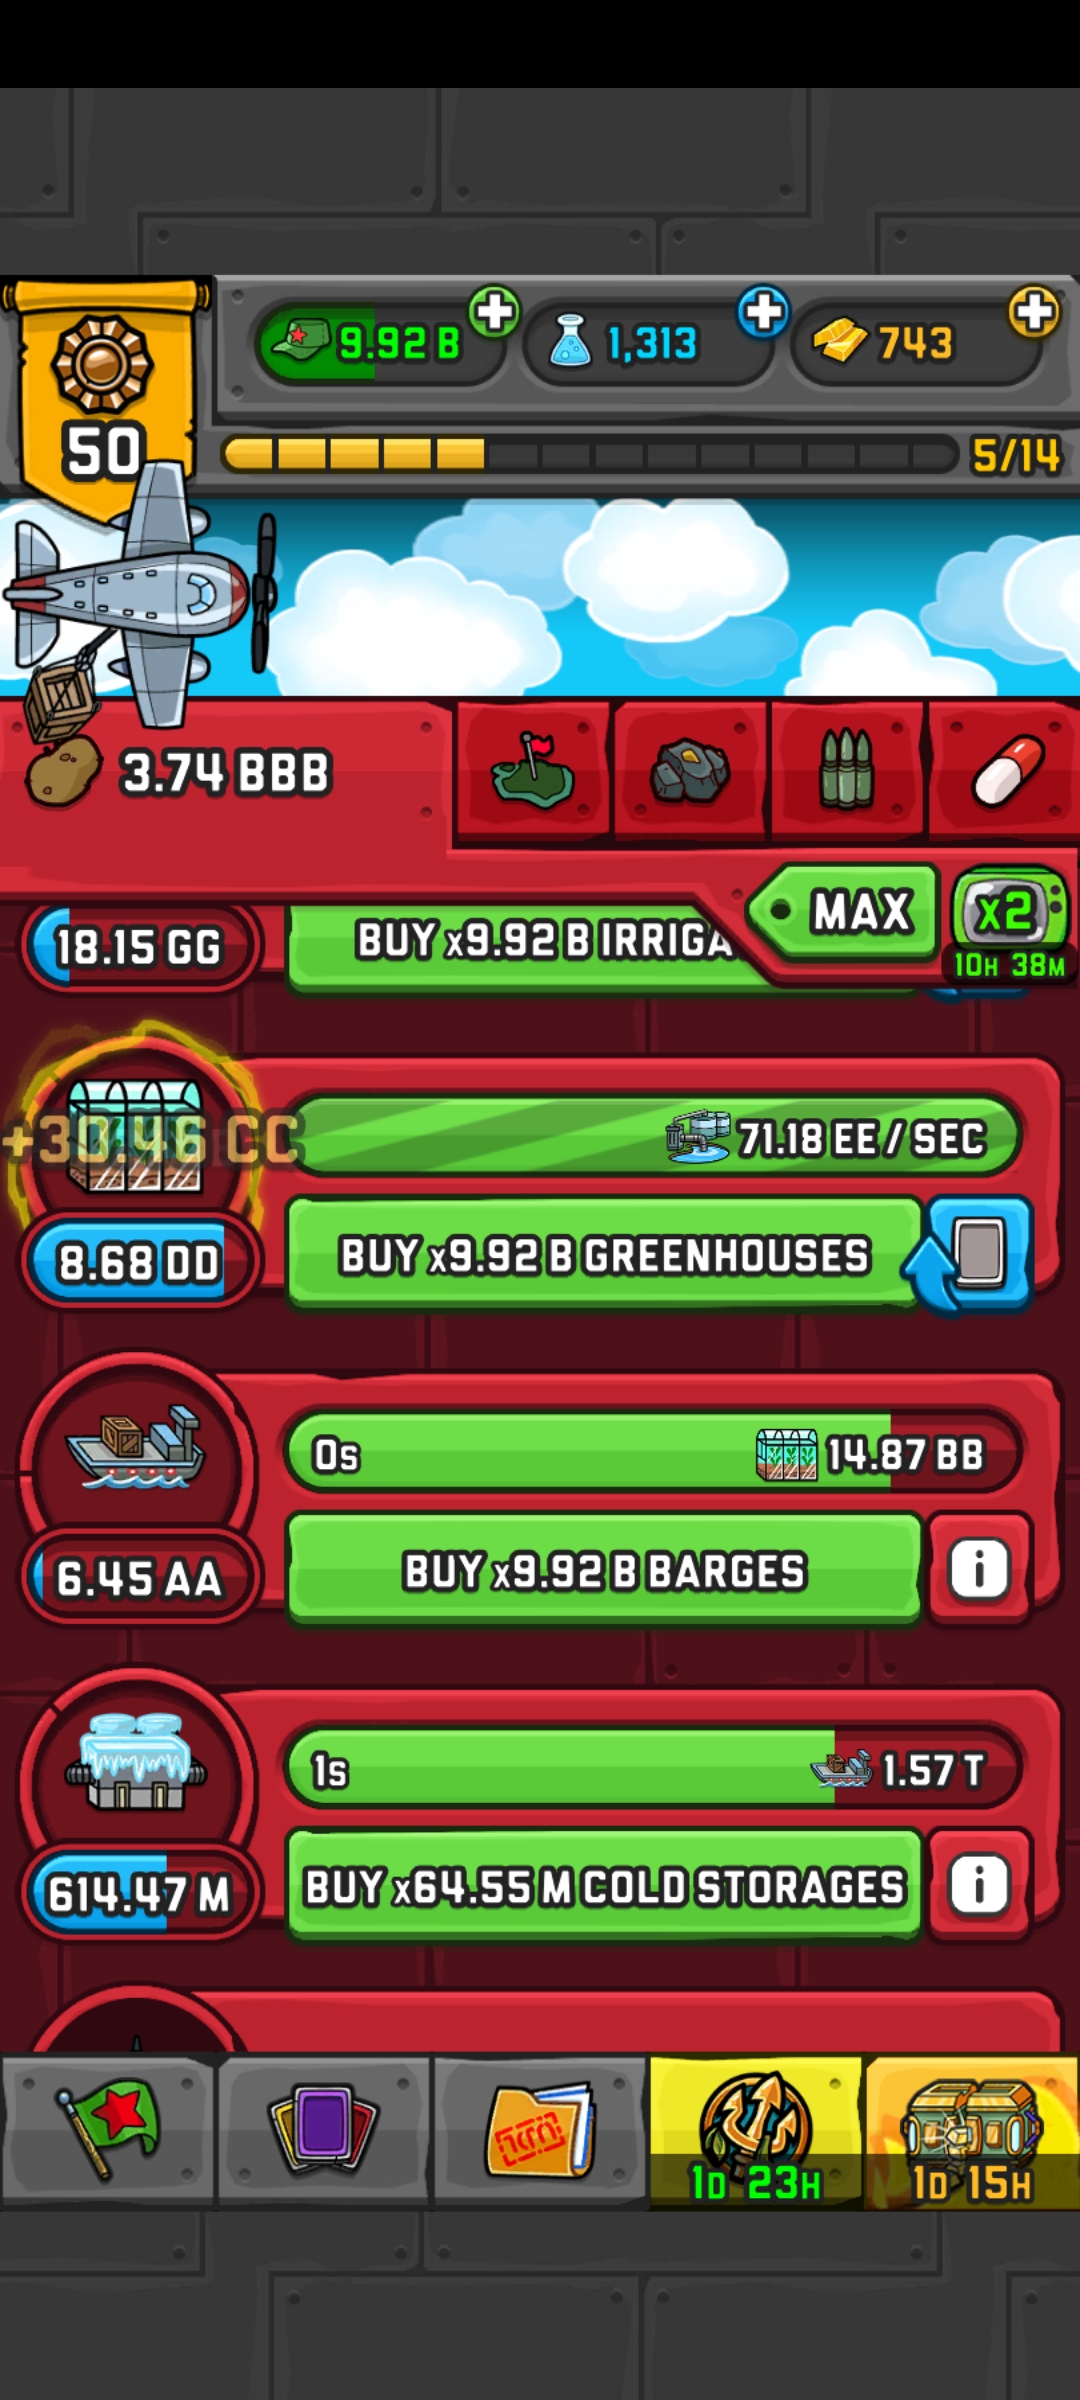 9.92 B
1,313
743
50
5/14
3.74 BBB
MAX
x2
10H 38M
18.15 GG
BUY x9.92 B IRRIGA
+30.46 CC
71.18 EE / SEC
8.68 DD
BUY x9.92 B GREENHOUSES
0s
14.87 BB
6.45 AA
BUY x9.92 B BARGES
i
1s
1.57 T
614.47 M
BUY x64.55 M COLD STORAGES
i
1D 23H
1D 15H